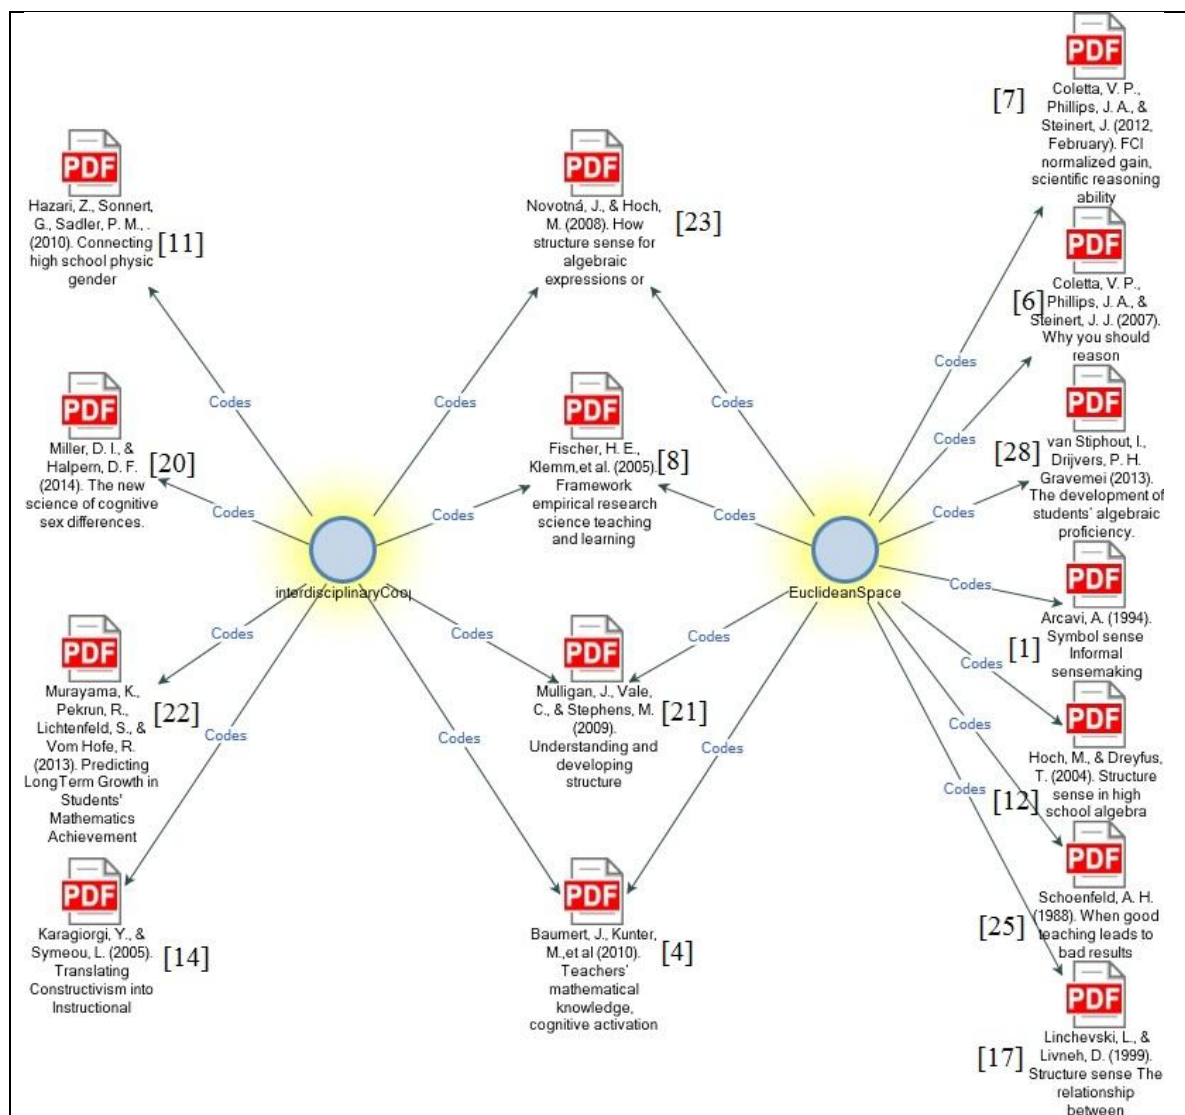 PDF
Hazari, Z., Sonnert,
G., Sadler, P. M., .
(2010). Connecting
high school physic
gender
[11]
PDF
Miller, D. I., &
Halpern, D. F.
(2014). The new
science of cognitive
sex differences.
[20]
PDF
Murayama, K.,
Pekrun, R.,
Lichtenfeld, S., &
Vom Hofe, R.
(2013). Predicting
LongTerm Growth in
Students'
Mathematics
Achievement
[22]
PDF
Karagiorgi, Y., &
Symeou, L. (2005).
Translating
Constructivism into
Instructional
[14]
Codes
Codes
Codes
Codes
interdisciplinaryCoop
Codes
Codes
Codes
Codes
PDF
Novotná, J., & Hoch,
M. (2008). How
structure sense for
algebraic
expressions or
[23]
PDF
Fischer, H. E.,
Klemm,et al. (2005).
Framework
empirical research
science teaching
and learning
[8]
PDF
Mulligan, J., Vale,
C., & Stephens, M.
(2009).
Understanding and
developing
structure
[21]
PDF
Baumert, J., Kunter,
M.,et al (2010).
Teachers'
mathematical
knowledge,
cognitive activation
[4]
Codes
Codes
Codes
Codes
EuclideanSpace
Codes
Codes
Codes
Codes
Codes
Codes
Codes
PDF
Coletta, V. P.,
Phillips, J. A., &
Steinert, J. (2012,
February). FCI
normalized gain,
scientific reasoning
ability
[7]
PDF
Coletta, V. P.,
Phillips, J. A., &
Steinert, J. J. (2007).
Why you should
reason
[6]
PDF
van Stiphout, I.,
Drijvers, P. H.
Gravemei (2013).
The development of
students' algebraic
proficiency.
[28]
PDF
Arcavi, A. (1994).
Symbol sense
Informal
sensemaking
[1]
PDF
Hoch, M., & Dreyfus,
T. (2004). Structure
sense in high
school algebra
[12]
PDF
Schoenfeld, A. H.
(1988). When good
teaching leads to
bad results
[25]
PDF
Linchevski, L., &
Livneh, D. (1999).
Structure sense The
relationship
between
[17]